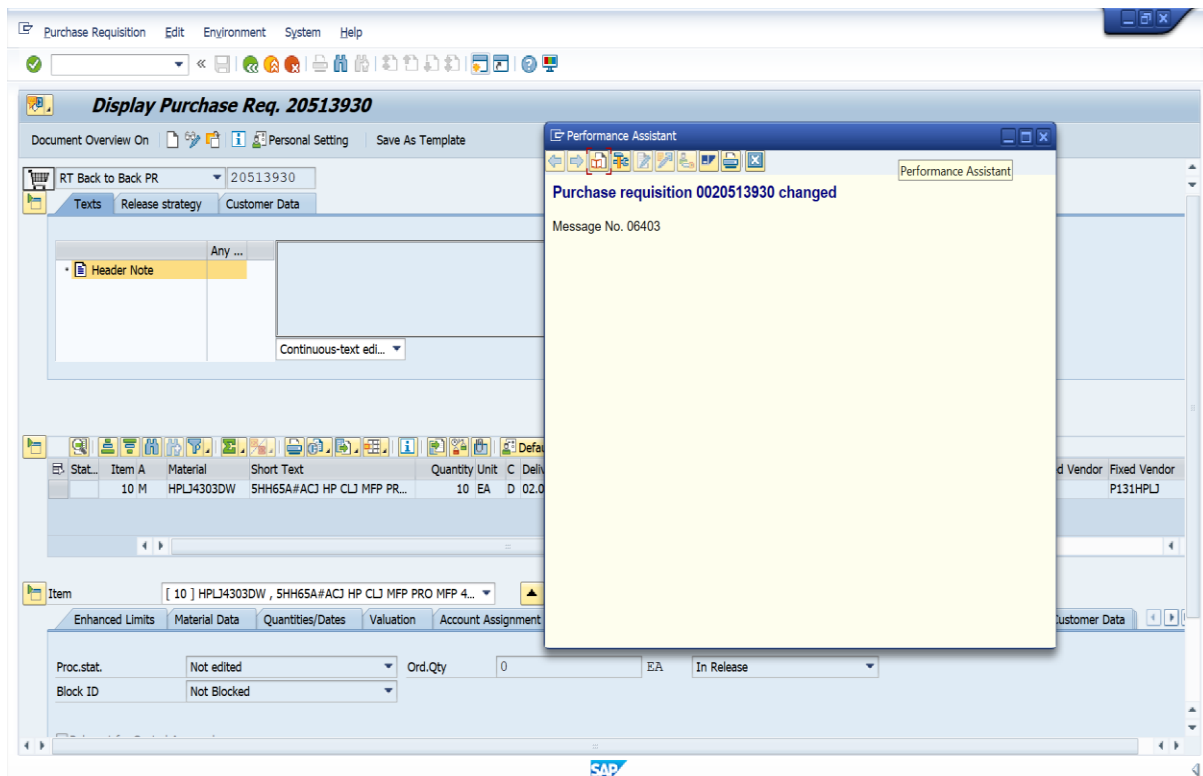 Purchase Requisition Edit Environment System Help
Display Purchase Req. 20513930
Document Overview On Personal Setting Save As Template
RT Back to Back PR 20513930
Texts Release strategy Customer Data
Any ...
Header Note
Continuous-text edi...
Performance Assistant
Performance Assistant
Purchase requisition 0020513930 changed
Message No. 06403
Defau
Stat... Item A Material Short Text Quantity Unit C Deliv d Vendor Fixed Vendor
10 M HPLJ4303DW 5HH65A#ACJ HP CLJ MFP PR... 10 EA D 02.0 P131HPLJ
Item [ 10 ] HPLJ4303DW , 5HH65A#ACJ HP CLJ MFP PRO MFP 4...
Enhanced Limits Material Data Quantities/Dates Valuation Account Assignment Customer Data
Proc.stat. Not edited Ord.Qty 0 EA In Release
Block ID Not Blocked
SAP